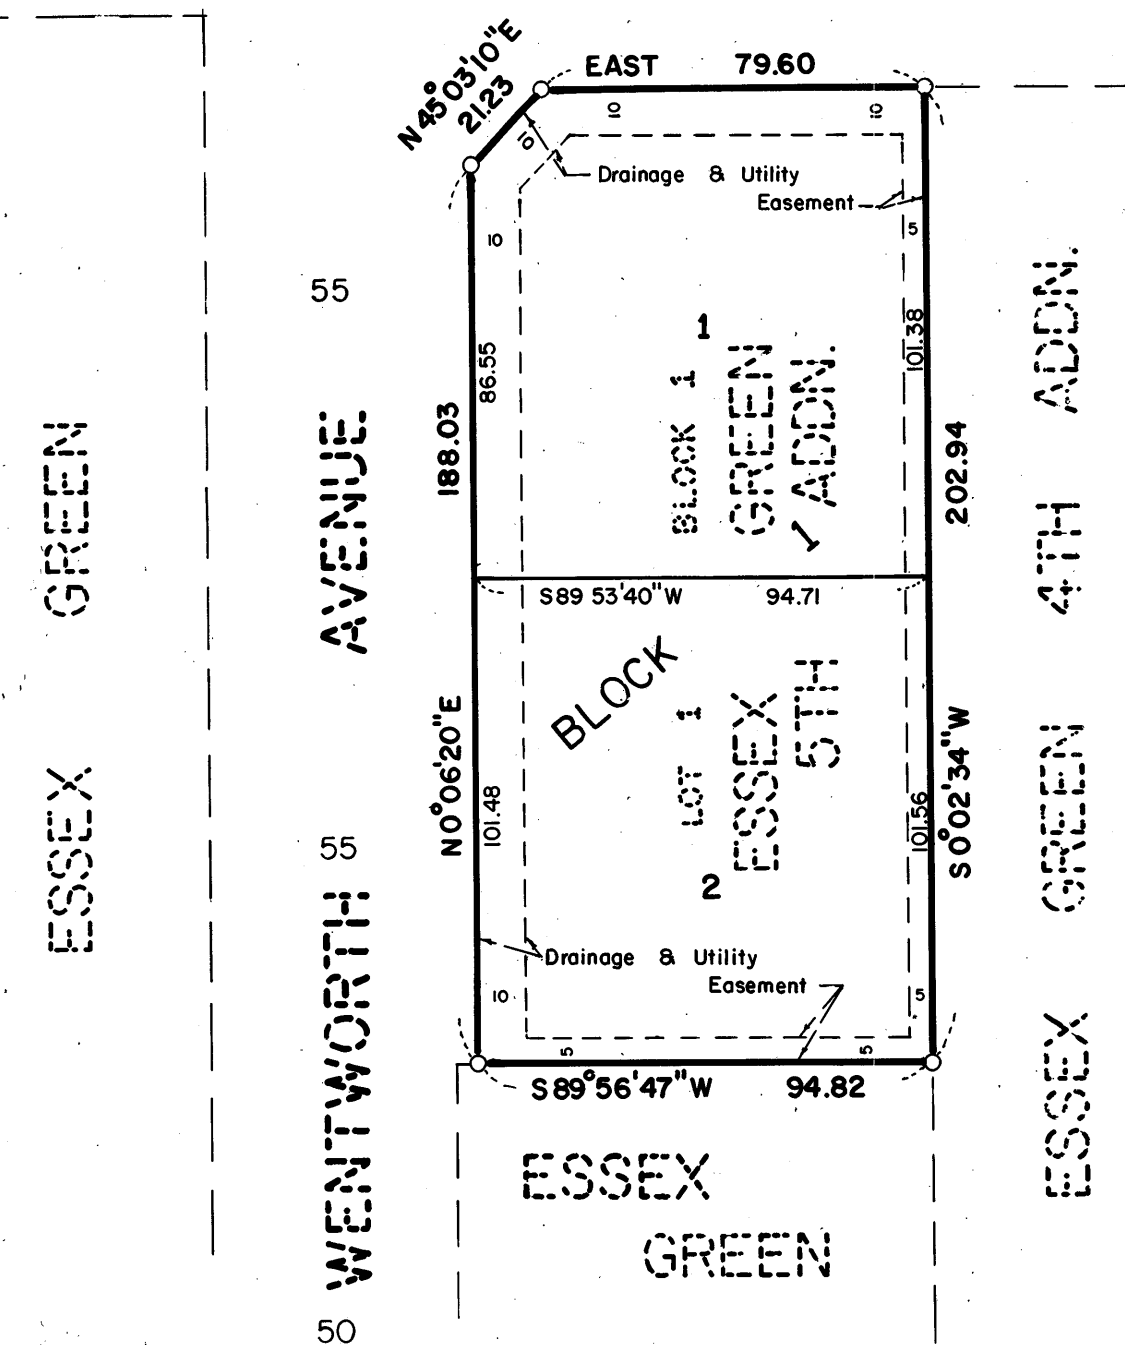 N 45° 03' 10" E
21.23
EAST 79.60
10 10
10
Drainage & Utility
Easement
10
5
55
1
86.55
101.38
188.03
202.94
BLOCK 1
GREEN
1 ADDN.
S 89 53' 40" W 94.71
BLOCK 1
LOT 1
ESSEX
5TH
2
N 0° 06' 20" E
101.48
101.56
S 0° 02' 34" W
55
WENTWORTH AVENUE
ESSEX GREEN
ESSEX GREEN 4TH ADDN.
Drainage & Utility
Easement
10
5
5 5
S 89° 56' 47" W 94.82
ESSEX
GREEN
50